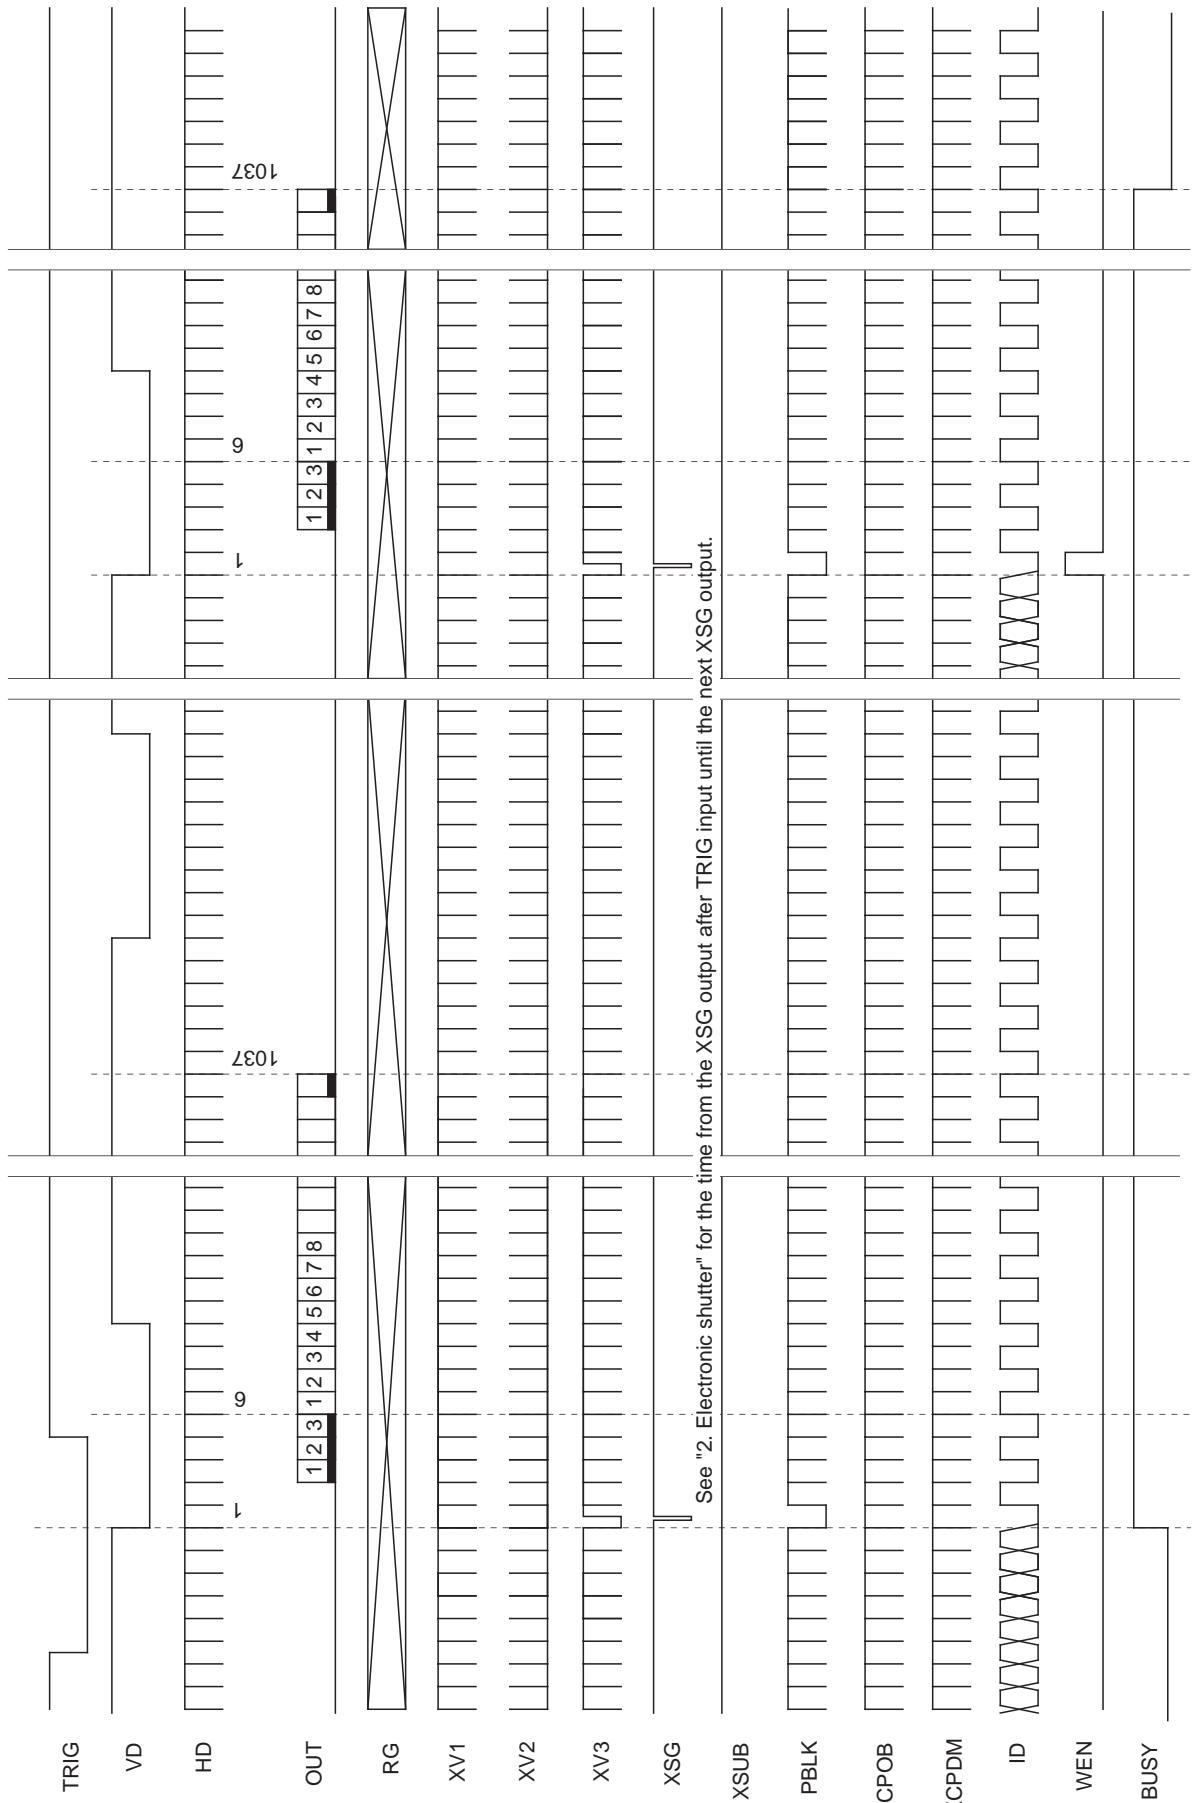 TRIG
VD
HD
1 6 1037 1 6 1037
OUT 1 2 3 1 2 3 4 5 6 7 8 1 2 3 1 2 3 4 5 6 7 8
RG
XV1
XV2
XV3
XSG
See "2. Electronic shutter" for the time from the XSG output after TRIG input until the next XSG output.
XSUB
PBLK
CPOB
CPDM
ID
WEN
BUSY